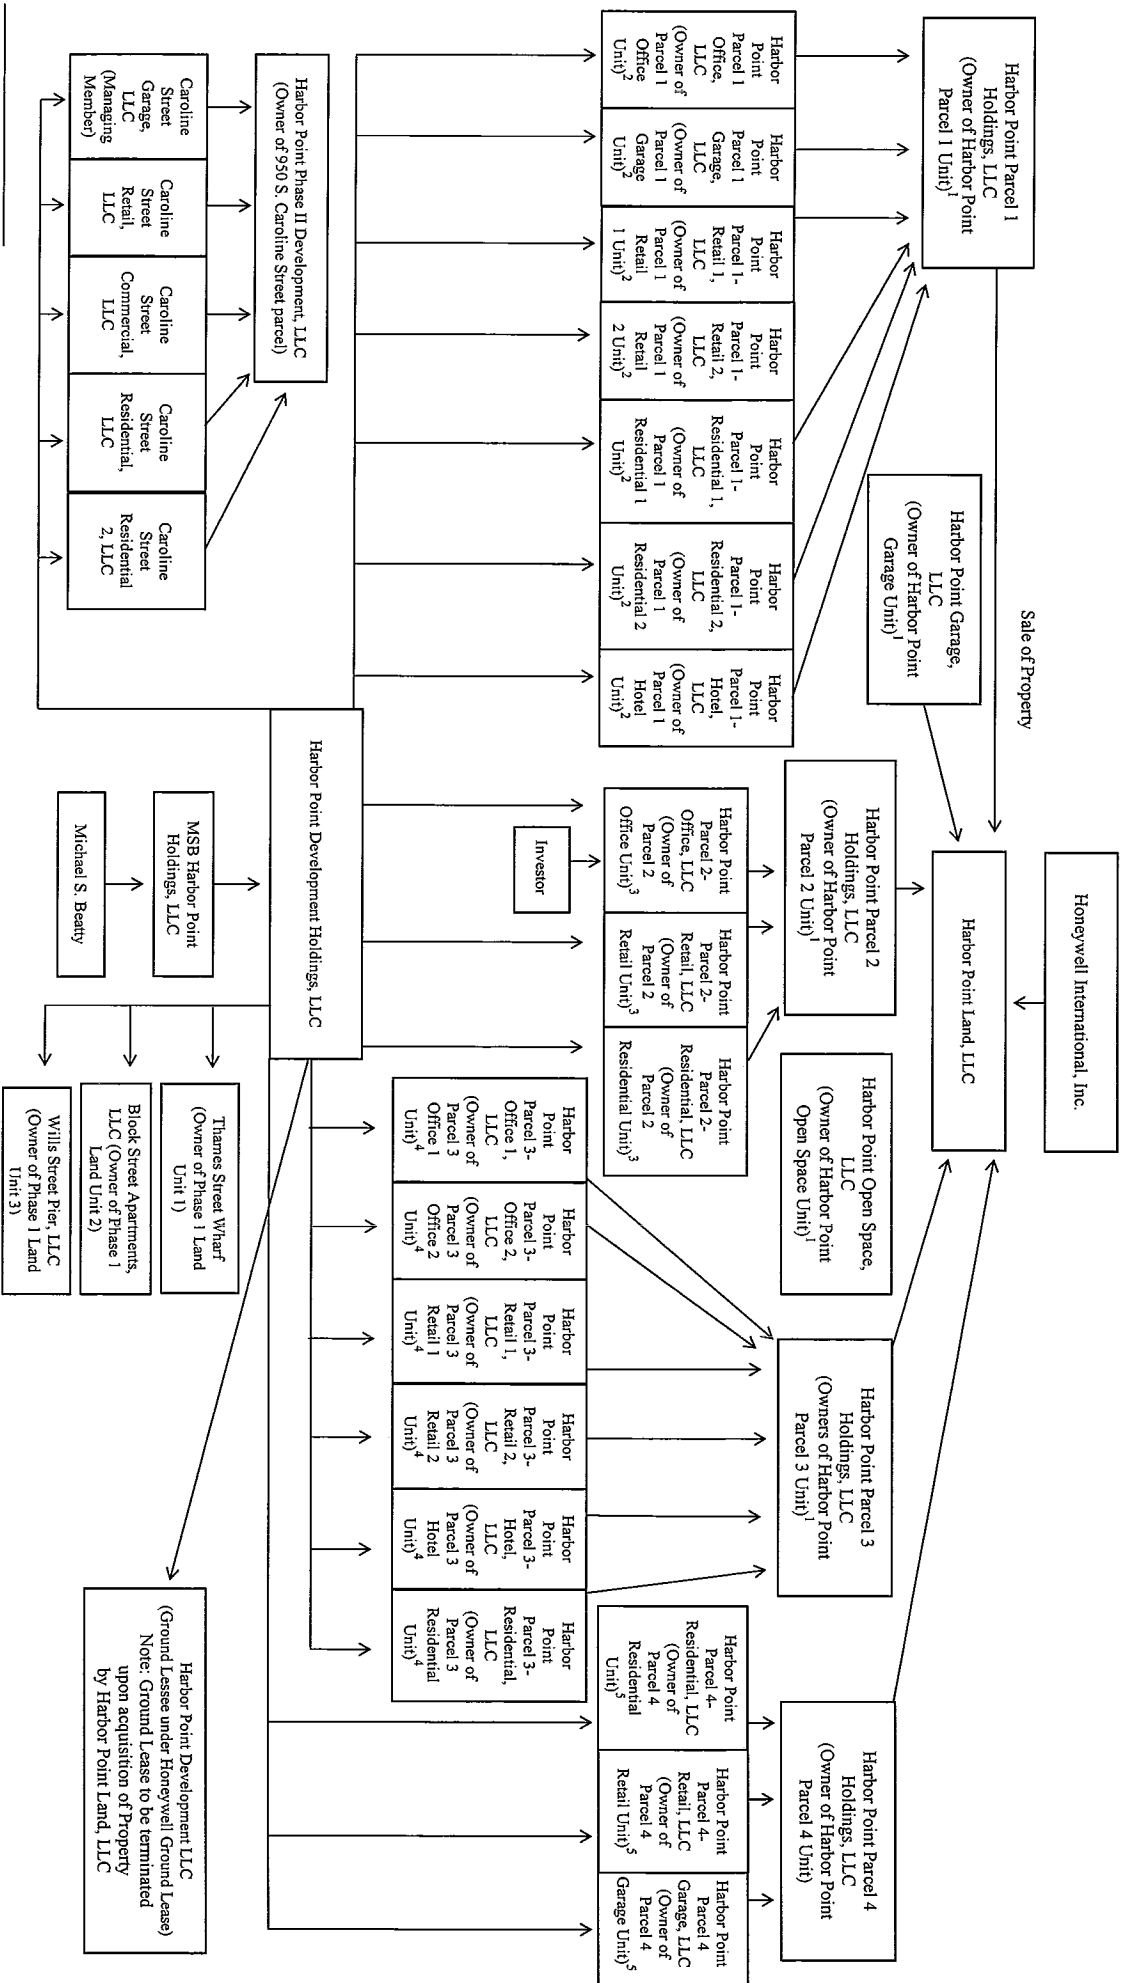 Honeywell International, Inc.
Sale of Property
Harbor Point Land, LLC
Harbor Point Parcel 1
Holdings, LLC
(Owner of Harbor Point
Parcel 1 Unit)1
Harbor Point Garage,
LLC
(Owner of Harbor Point
Garage Unit)1
Harbor Point Parcel 2
Holdings, LLC
(Owner of Harbor Point
Parcel 2 Unit)1
Harbor Point Open Space,
LLC
(Owner of Harbor Point
Open Space Unit)1
Harbor Point Parcel 3
Holdings, LLC
(Owners of Harbor Point
Parcel 3 Unit)1
Harbor Point Parcel 4
Holdings, LLC
(Owner of Harbor Point
Parcel 4 Unit)
Harbor
Point
Parcel 1
Office,
LLC
(Owner of
Parcel 1
Office
Unit)2
Harbor
Point
Parcel 1
Garage,
LLC
(Owner of
Parcel 1
Garage
Unit)2
Harbor
Point
Parcel 1-
Retail 1,
LLC
(Owner of
Parcel 1
Retail
1 Unit)2
Harbor
Point
Parcel 1-
Retail 2,
LLC
(Owner of
Parcel 1
Retail
2 Unit)2
Harbor
Point
Parcel 1-
Residential 1,
LLC
(Owner of
Parcel 1
Residential 1
Unit)2
Harbor
Point
Parcel 1-
Residential 2,
LLC
(Owner of
Parcel 1
Residential 2
Unit)2
Harbor
Point
Parcel 1-
Hotel,
LLC
(Owner of
Parcel 1
Hotel
Unit)2
Harbor Point
Parcel 2-
Office, LLC
(Owner of
Parcel 2
Office Unit)3
Harbor Point
Parcel 2-
Retail, LLC
(Owner of
Parcel 2
Retail Unit)3
Harbor Point
Parcel 2-
Residential, LLC
(Owner of
Parcel 2
Residential Unit)3
Investor
Harbor
Point
Parcel 3-
Office 1,
LLC
(Owner of
Parcel 3
Office 1
Unit)4
Harbor
Point
Parcel 3-
Office 2,
LLC
(Owner of
Parcel 3
Office 2
Unit)4
Harbor
Point
Parcel 3-
Retail 1,
LLC
(Owner of
Parcel 3
Retail 1
Unit)4
Harbor
Point
Parcel 3-
Retail 2,
LLC
(Owner of
Parcel 3
Retail 2
Unit)4
Harbor
Point
Parcel 3-
Hotel,
LLC
(Owner of
Parcel 3
Hotel
Unit)4
Harbor
Point
Parcel 3-
Residential,
LLC
(Owner of
Parcel 3
Residential
Unit)4
Harbor Point
Parcel 4-
Residential, LLC
(Owner of
Parcel 4
Residential
Unit)5
Harbor Point
Parcel 4-
Retail, LLC
(Owner of
Parcel 4
Retail Unit)5
Harbor Point
Parcel 4
Garage, LLC
(Owner of
Parcel 4
Garage Unit)5
Harbor Point Phase II Development, LLC
(Owner of 950 S. Caroline Street parcel)
Harbor Point Development Holdings, LLC
Caroline
Street
Garage,
LLC
(Managing
Member)
Caroline
Street
Retail,
LLC
Caroline
Street
Commercial,
LLC
Caroline
Street
Residential,
LLC
Caroline
Street
Residential
2, LLC
MSB Harbor Point
Holdings, LLC
Michael S. Beatty
Thames Street Wharf
(Owner of Phase 1 Land
Unit 1)
Block Street Apartments,
LLC (Owner of Phase 1
Land Unit 2)
Wills Street Pier, LLC
(Owner of Phase 1 Land
Unit 3)
Harbor Point Development LLC
(Ground Lessee under Honeywell Ground Lease)
Note: Ground Lease to be terminated
upon acquisition of Property
by Harbor Point Land, LLC